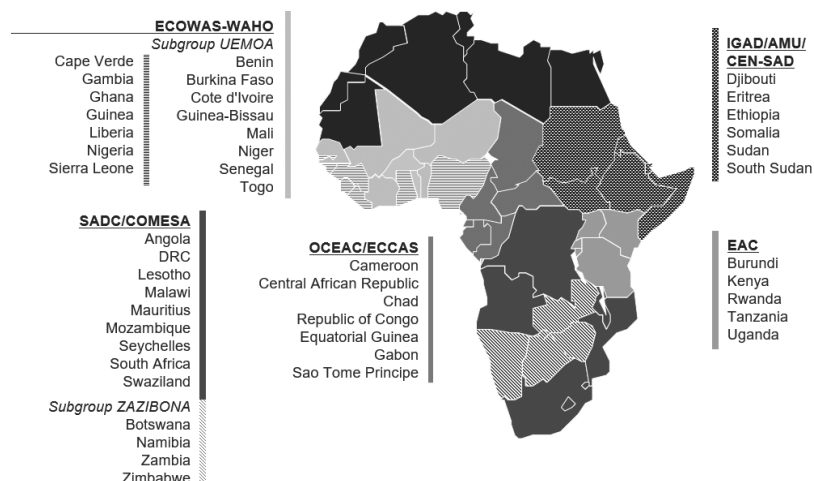 ECOWAS-WAHO
Subgroup UEMOA
Cape Verde
Gambia
Ghana
Guinea
Liberia
Nigeria
Sierra Leone
Benin
Burkina Faso
Cote d'Ivoire
Guinea-Bissau
Mali
Niger
Senegal
Togo
SADC/COMESA
Angola
DRC
Lesotho
Malawi
Mauritius
Mozambique
Seychelles
South Africa
Swaziland
Subgroup ZAZIBONA
Botswana
Namibia
Zambia
Zimbabwe
OCEAC/ECCAS
Cameroon
Central African Republic
Chad
Republic of Congo
Equatorial Guinea
Gabon
Sao Tome Principe
IGAD/AMU/
CEN-SAD
Djibouti
Eritrea
Ethiopia
Somalia
Sudan
South Sudan
EAC
Burundi
Kenya
Rwanda
Tanzania
Uganda